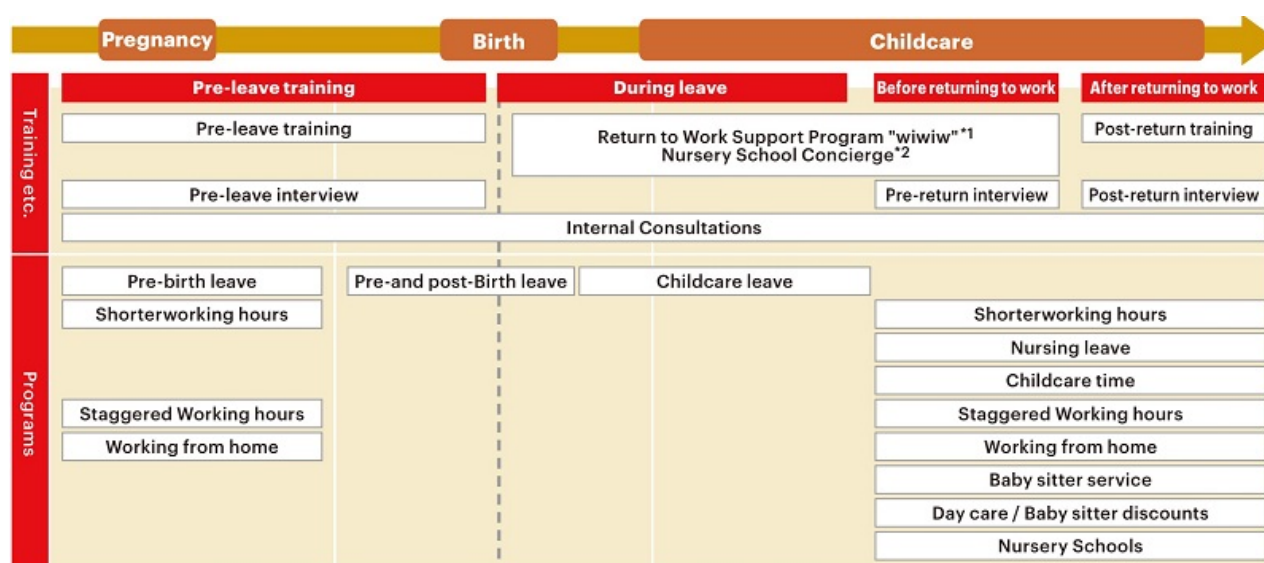 Pregnancy
Birth
Childcare
Pre-leave training
During leave
Before returning to work
After returning to work
Training etc.
Pre-leave training
Return to Work Support Program "wiwiw"*1
Nursery School Concierge*2
Post-return training
Pre-leave interview
Pre-return interview
Post-return interview
Internal Consultations
Programs
Pre-birth leave
Pre-and post-Birth leave
Childcare leave
Shorterworking hours
Shorterworking hours
Nursing leave
Childcare time
Staggered Working hours
Staggered Working hours
Working from home
Working from home
Baby sitter service
Day care / Baby sitter discounts
Nursery Schools